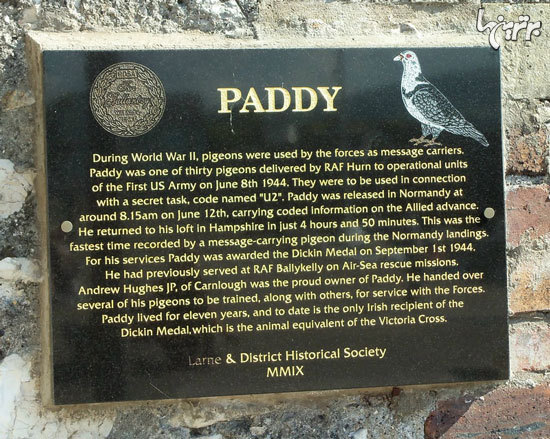 PADDY
During World War II, pigeons were used by the forces as message carriers.
Paddy was one of thirty pigeons delivered by RAF Hurn to operational units
of the First US Army on June 8th 1944. They were to be used in connection
with a secret task, code named "U2". Paddy was released in Normandy at
around 8.15am on June 12th, carrying coded information on the Allied advance.
He returned to his loft in Hampshire in just 4 hours and 50 minutes. This was the
fastest time recorded by a message-carrying pigeon during the Normandy landings.
For his services Paddy was awarded the Dickin Medal on September 1st 1944.
He had previously served at RAF Ballykelly on Air-Sea rescue missions.
Andrew Hughes JP, of Carnlough was the proud owner of Paddy. He handed over
several of his pigeons to be trained, along with others, for service with the Forces.
Paddy lived for eleven years, and to date is the only Irish recipient of the
Dickin Medal,which is the animal equivalent of the Victoria Cross.
Larne & District Historical Society
MMIX